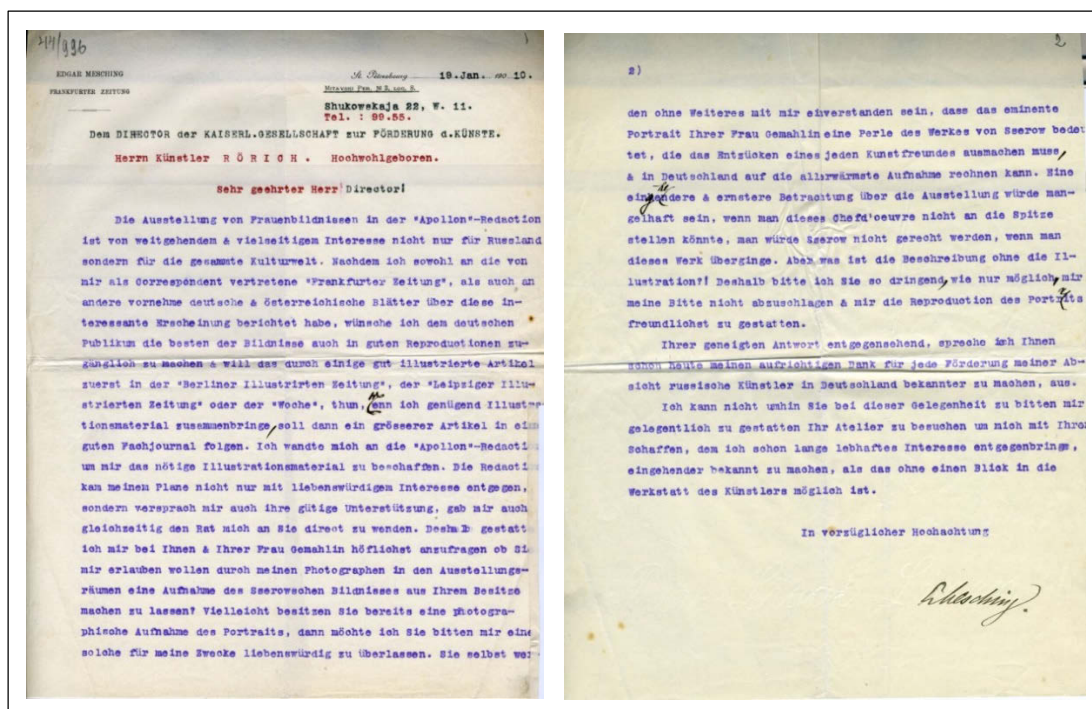 44/996
1
EDGAR MESCHING
FRANKFURTER ZEITUNG
St. Pétersbourg 19.Jan. 190 10.
Shukowskaja 22, W. 11.
Tel. : 99.55.
Dem DIRECTOR der KAISERL.GESELLSCHAFT zur FÖRDERUNG d.KÜNSTE.
Herrn Künstler R Ö R I C H . Hochwohlgeboren.
Sehr geehrter Herr Director!
Die Ausstellung von Frauenbildnissen in der "Apollon"-Redaction
ist von weitgehendem & vielseitigem Interesse nicht nur für Russland
sondern für die gesammte Kulturwelt. Nachdem ich sowohl an die von
mir als Correspondent vertretene "Frankfurter Zeitung", als auch an
andere vornehme deutsche & österreichische Blätter über diese in-
teressante Erscheinung berichtet habe, wünsche ich dem deutschen
Publikum die besten der Bildnisse auch in guten Reproductionen zu-
gänglich zu machen & will das durch einige gut illustrierte Artikel
zuerst in der "Berliner Illustrirten Zeitung", der "Leipziger Illu-
strierten Zeitung" oder der "Woche", thun, wenn ich genügend Illustra-
tionsmaterial zusammenbringe, soll dann ein grösserer Artikel in eine
guten Fachjournal folgen. Ich wandte mich an die "Apollon"-Redacti
um mir das nötige Illustrationsmaterial zu beschaffen. Die Redacti
kam meinem Plane nicht nur mit liebenswürdigem Interesse entgegen,
sondern versprach mir auch ihre gütige Unterstützung, gab mir auch
gleichzeitig den Rat mich an Sie direct zu wenden. Deshalb gestatt
ich mir bei Ihnen & Ihrer Frau Gemahlin höflichst anzufragen ob Si
mir erlauben wollen durch meinen Photographen in den Ausstellungs-
räumen eine Aufnahme des Sserowschen Bildnisses aus Ihrem Besitze
machen zu lassen? Vielleicht besitzen Sie bereits eine photogra-
phische Aufnahme des Portraits, dann möchte ich Sie bitten mir eine
solche für meine Zwecke liebenswürdig zu überlassen. Sie selbst wer-
2
2)
den ohne Weiteres mit mir einverstanden sein, dass das eminente
Portrait Ihrer Frau Gemahlin eine Perle des Werkes von Sserow bedeu
tet, die das Entzücken eines jeden Kunstfreundes ausmachen muss,
& in Deutschland auf die allerwärmste Aufnahme rechnen kann. Eine
eingehendere & ernstere Betrachtung über die Ausstellung würde man-
gelhaft sein, wenn man dieses Chefd'oeuvre nicht an die Spitze
stellen könnte, man würde Sserow nicht gerecht werden, wenn man
dieses Werk überginge. Aber was ist die Beschreibung ohne die Il-
lustration?! Deshalb bitte ich Sie so dringend, wie nur möglich, mir
meine Bitte nicht abzuschlagen & mir die Reproduction des Portraits
freundlichst zu gestatten.
Ihrer geneigten Antwort entgegensehend, spreche ich Ihnen
schon heute meinen aufrichtigen Dank für jede Förderung meiner Ab-
sicht russische Künstler in Deutschland bekannter zu machen, aus.
Ich kann nicht umhin Sie bei dieser Gelegenheit zu bitten mir
gelegentlich zu gestatten Ihr Atelier zu besuchen um mich mit Ihrem
Schaffen, dem ich schon lange lebhaftes Interesse entgegenbringe,
eingehender bekannt zu machen, als das ohne einen Blick in die
Werkstatt des Künstlers möglich ist.
In vorzüglicher Hochachtung
EMesching.